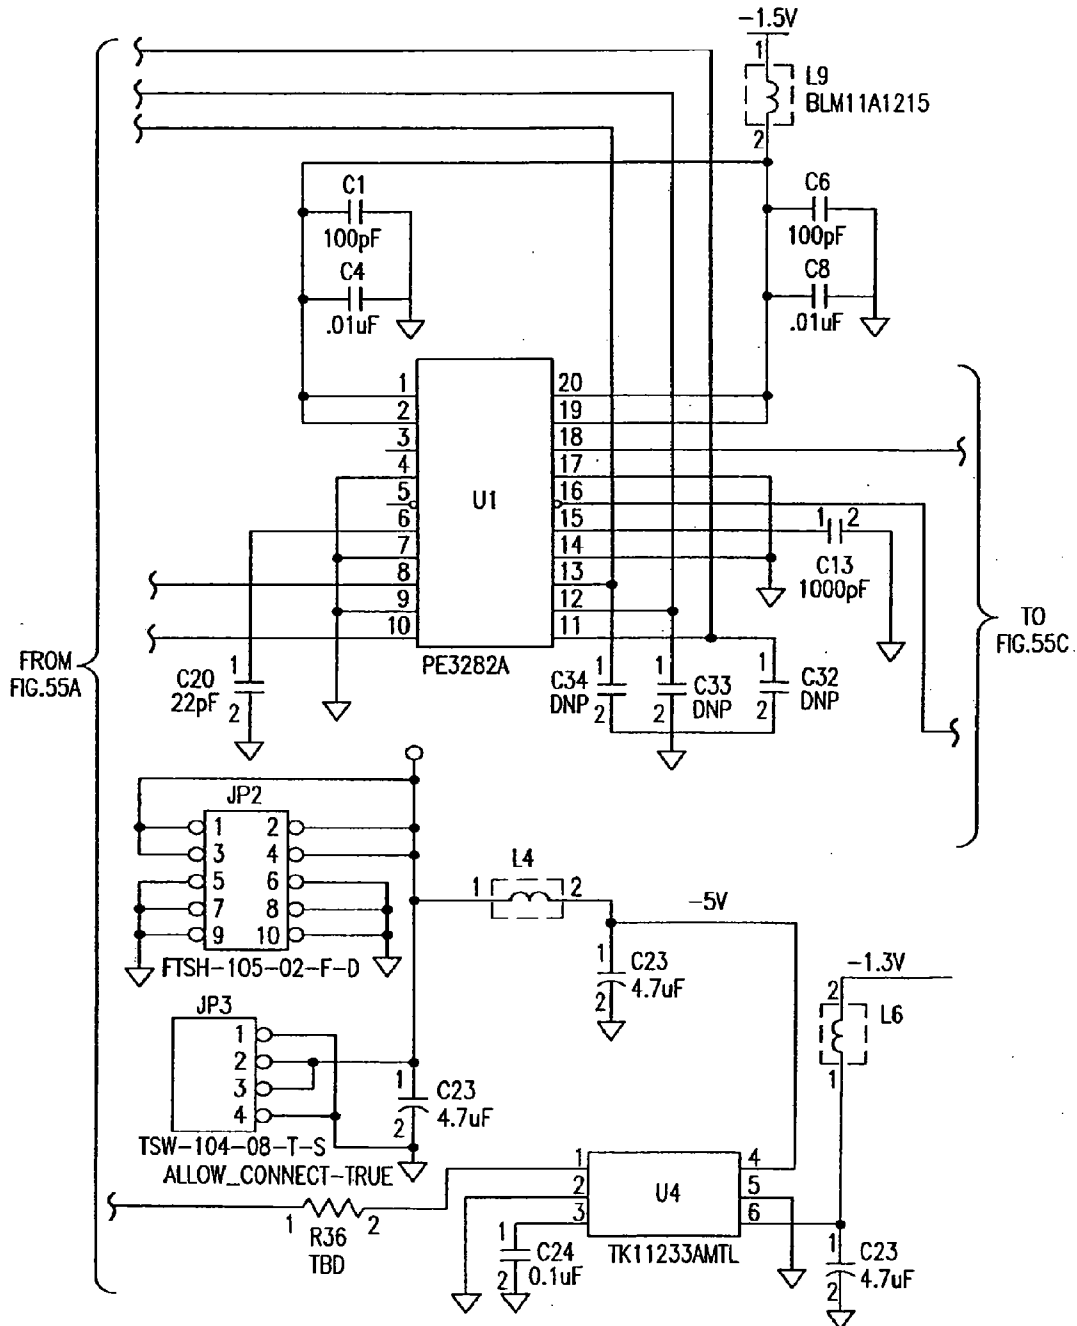 -1.5V
1
L9
BLM11A1215
2
C1
100pF
C4
.01uF
C6
100pF
C8
.01uF
1
2
3
4
5
6
7
8
9
10
U1
20
19
18
17
16
15
14
13
12
11
PE3282A
1 2
C13
1000pF
FROM
FIG.55A
TO
FIG.55C
1
C20
22pF
2
1
C34
DNP
2
1
C33
DNP
2
1
C32
DNP
2
JP2
1 2
3 4
5 6
7 8
9 10
FTSH-105-02-F-D
L4
1 2
-5V
1
C23
4.7uF
2
-1.3V
2
L6
1
JP3
1
2
3
4
TSW-104-08-T-S
ALLOW_CONNECT-TRUE
1
C23
4.7uF
2
1 2
R36
TBD
1
2
3
U4
4
5
6
TK11233AMTL
1
C24
0.1uF
2
1
C23
4.7uF
2